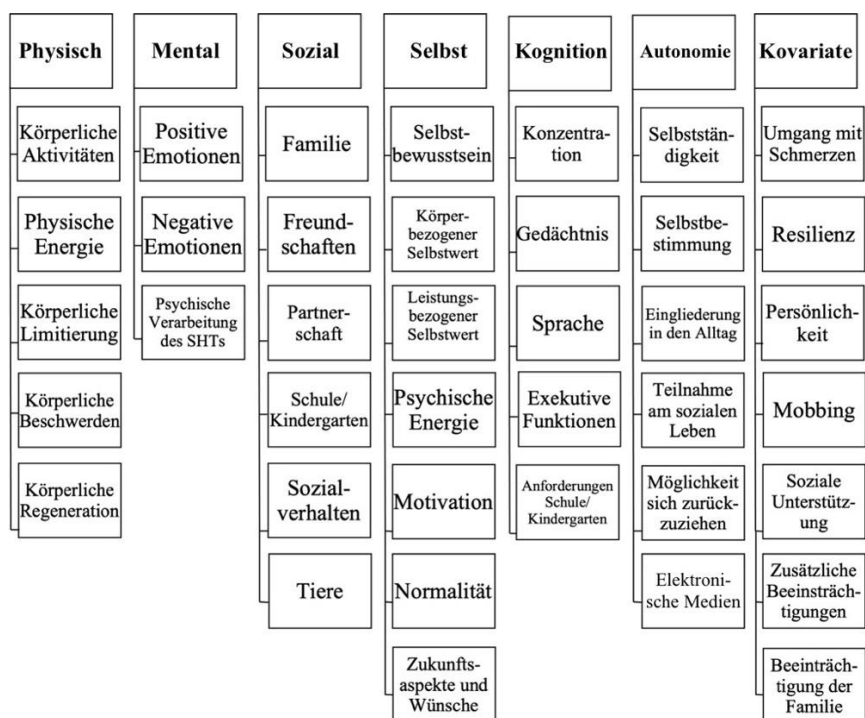 Physisch
Körperliche
Aktivitäten
Physische
Energie
Körperliche
Limitierung
Körperliche
Beschwerden
Körperliche
Regeneration
Mental
Positive
Emotionen
Negative
Emotionen
Psychische
Verarbeitung
des SHTs
Sozial
Familie
Freund-
schaften
Partner-
schaft
Schule/
Kindergarten
Sozial-
verhalten
Tiere
Selbst
Selbst-
bewusstsein
Körper-
bezogener
Selbstwert
Leistungs-
bezogener
Selbstwert
Psychische
Energie
Motivation
Normalität
Zukunfts-
aspekte und
Wünsche
Kognition
Konzentra-
tion
Gedächtnis
Sprache
Exekutive
Funktionen
Anforderungen
Schule/
Kindergarten
Autonomie
Selbststän-
digkeit
Selbstbe-
stimmung
Eingliederung
in den Alltag
Teilnahme
am sozialen
Leben
Möglichkeit
sich zurück-
zuziehen
Elektroni-
sche Medien
Kovariate
Umgang mit
Schmerzen
Resilienz
Persönlich-
keit
Mobbing
Soziale
Unterstütz-
ung
Zusätzliche
Beeinsträch-
tigungen
Beeinträch-
tigung der
Familie